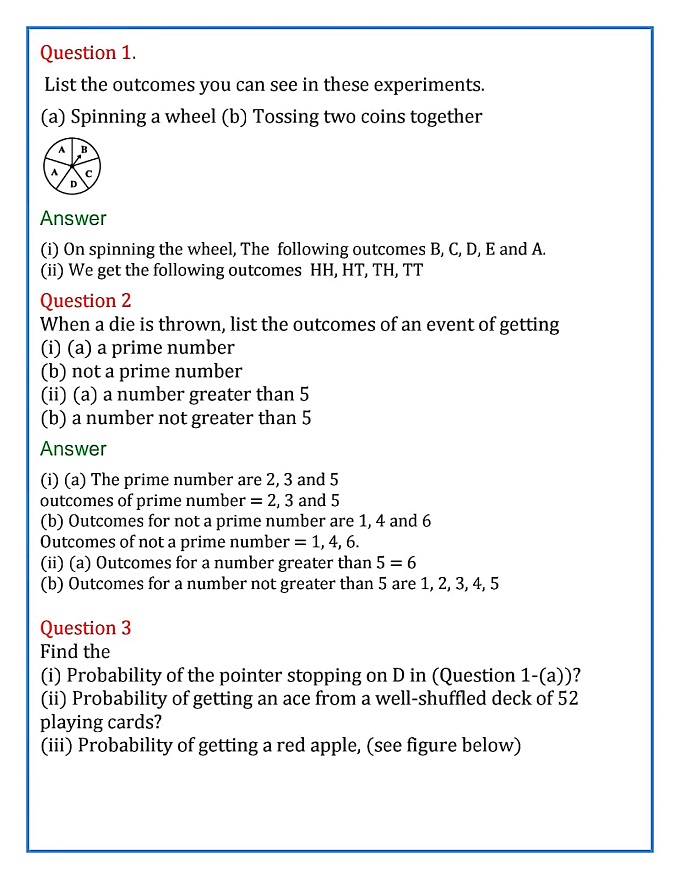 Question 1.
List the outcomes you can see in these experiments.
(a) Spinning a wheel (b) Tossing two coins together
A B
A C
D
Answer
(i) On spinning the wheel, The following outcomes B, C, D, E and A.
(ii) We get the following outcomes HH, HT, TH, TT
Question 2
When a die is thrown, list the outcomes of an event of getting
(i) (a) a prime number
(b) not a prime number
(ii) (a) a number greater than 5
(b) a number not greater than 5
Answer
(i) (a) The prime number are 2, 3 and 5
outcomes of prime number = 2, 3 and 5
(b) Outcomes for not a prime number are 1, 4 and 6
Outcomes of not a prime number = 1, 4, 6.
(ii) (a) Outcomes for a number greater than 5 = 6
(b) Outcomes for a number not greater than 5 are 1, 2, 3, 4, 5
Question 3
Find the
(i) Probability of the pointer stopping on D in (Question 1-(a))?
(ii) Probability of getting an ace from a well-shuffled deck of 52
playing cards?
(iii) Probability of getting a red apple, (see figure below)